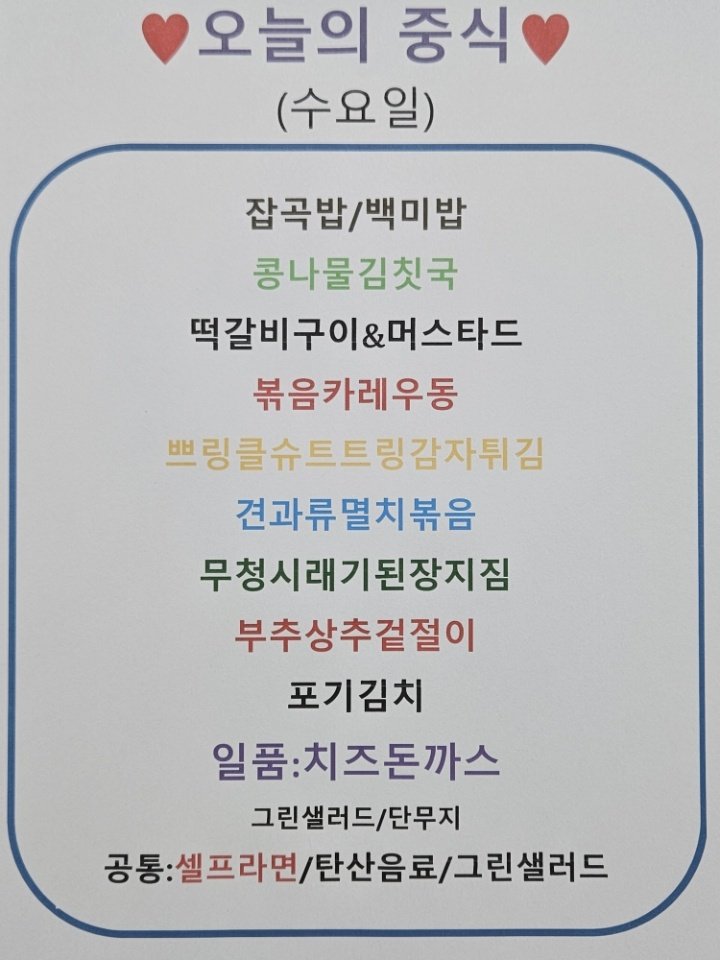 ♥오늘의 중식♥
(수요일)
잡곡밥/백미밥
콩나물김칫국
떡갈비구이&머스타드
볶음카레우동
쁘링클슈트트링감자튀김
견과류멸치볶음
무청시래기된장지짐
부추상추겉절이
포기김치
일품:치즈돈까스
그린샐러드/단무지
공통:셀프라면/탄산음료/그린샐러드